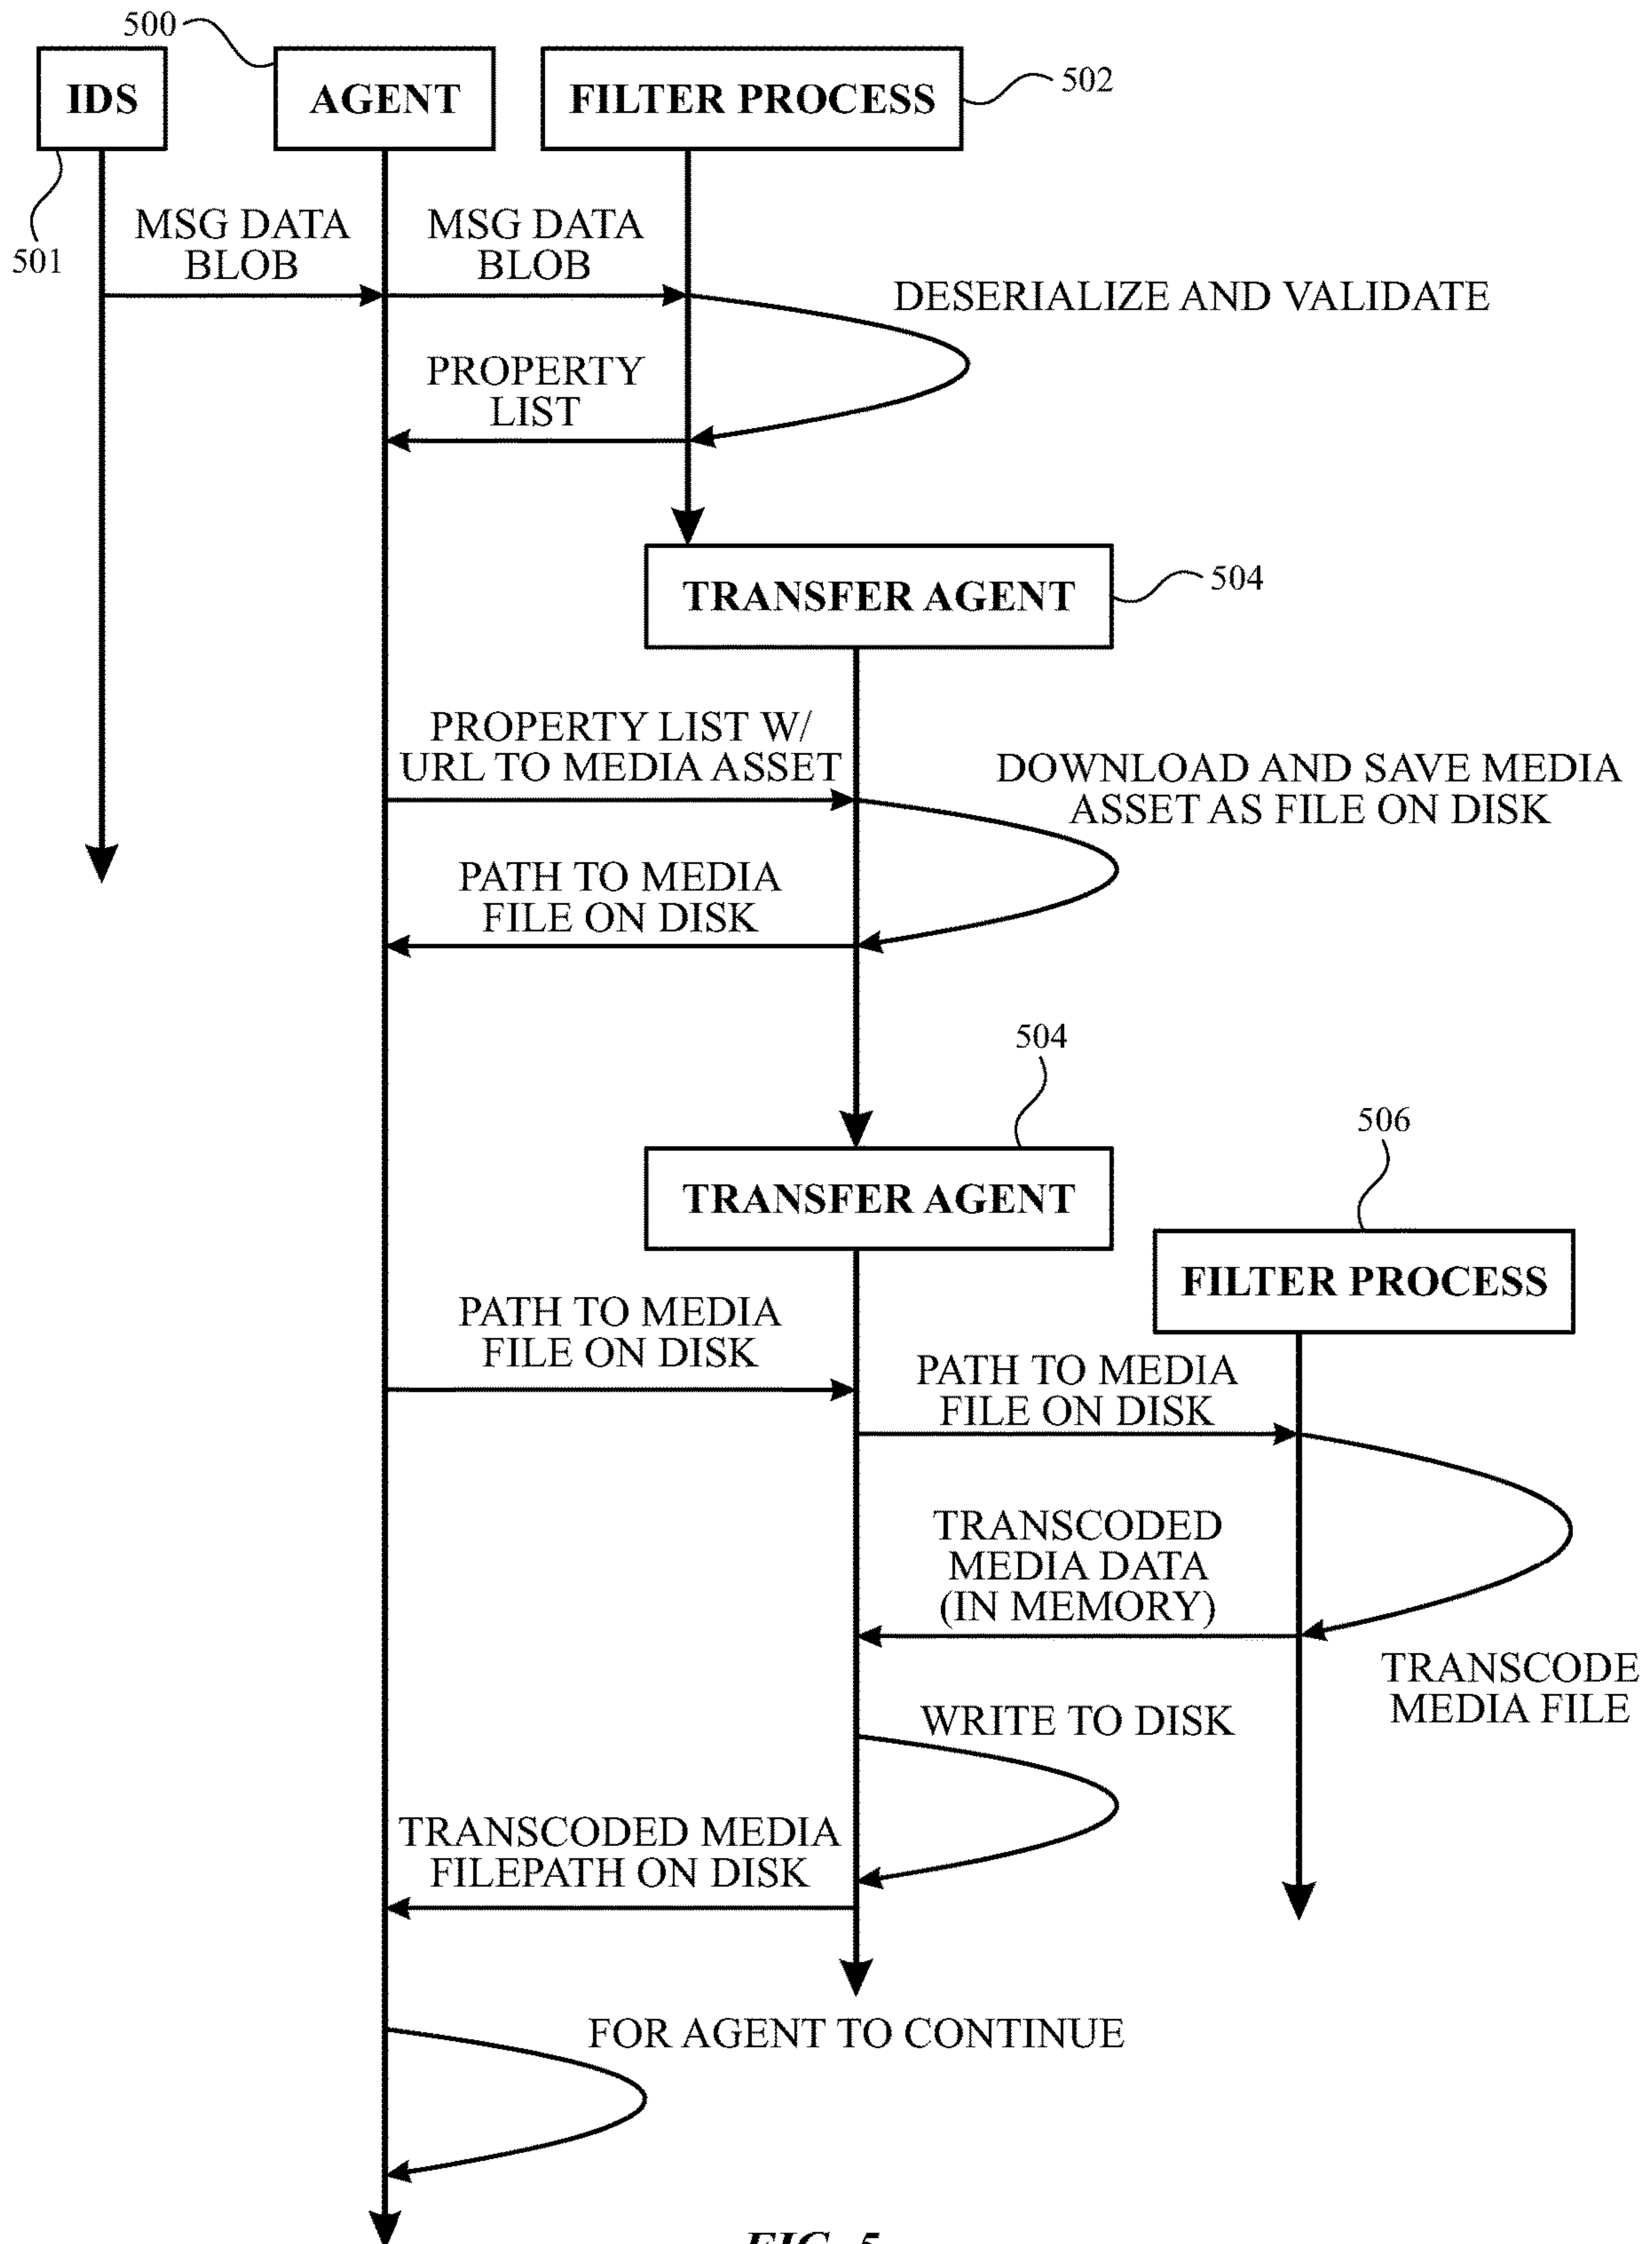 500
IDS
AGENT
FILTER PROCESS
502
501
MSG DATA
BLOB
MSG DATA
BLOB
DESERIALIZE AND VALIDATE
PROPERTY
LIST
TRANSFER AGENT
504
PROPERTY LIST W/
URL TO MEDIA ASSET
DOWNLOAD AND SAVE MEDIA
ASSET AS FILE ON DISK
PATH TO MEDIA
FILE ON DISK
504
TRANSFER AGENT
506
FILTER PROCESS
PATH TO MEDIA
FILE ON DISK
PATH TO MEDIA
FILE ON DISK
TRANSCODED
MEDIA DATA
(IN MEMORY)
TRANSCODE
MEDIA FILE
WRITE TO DISK
TRANSCODED MEDIA
FILEPATH ON DISK
FOR AGENT TO CONTINUE
FIG. 5